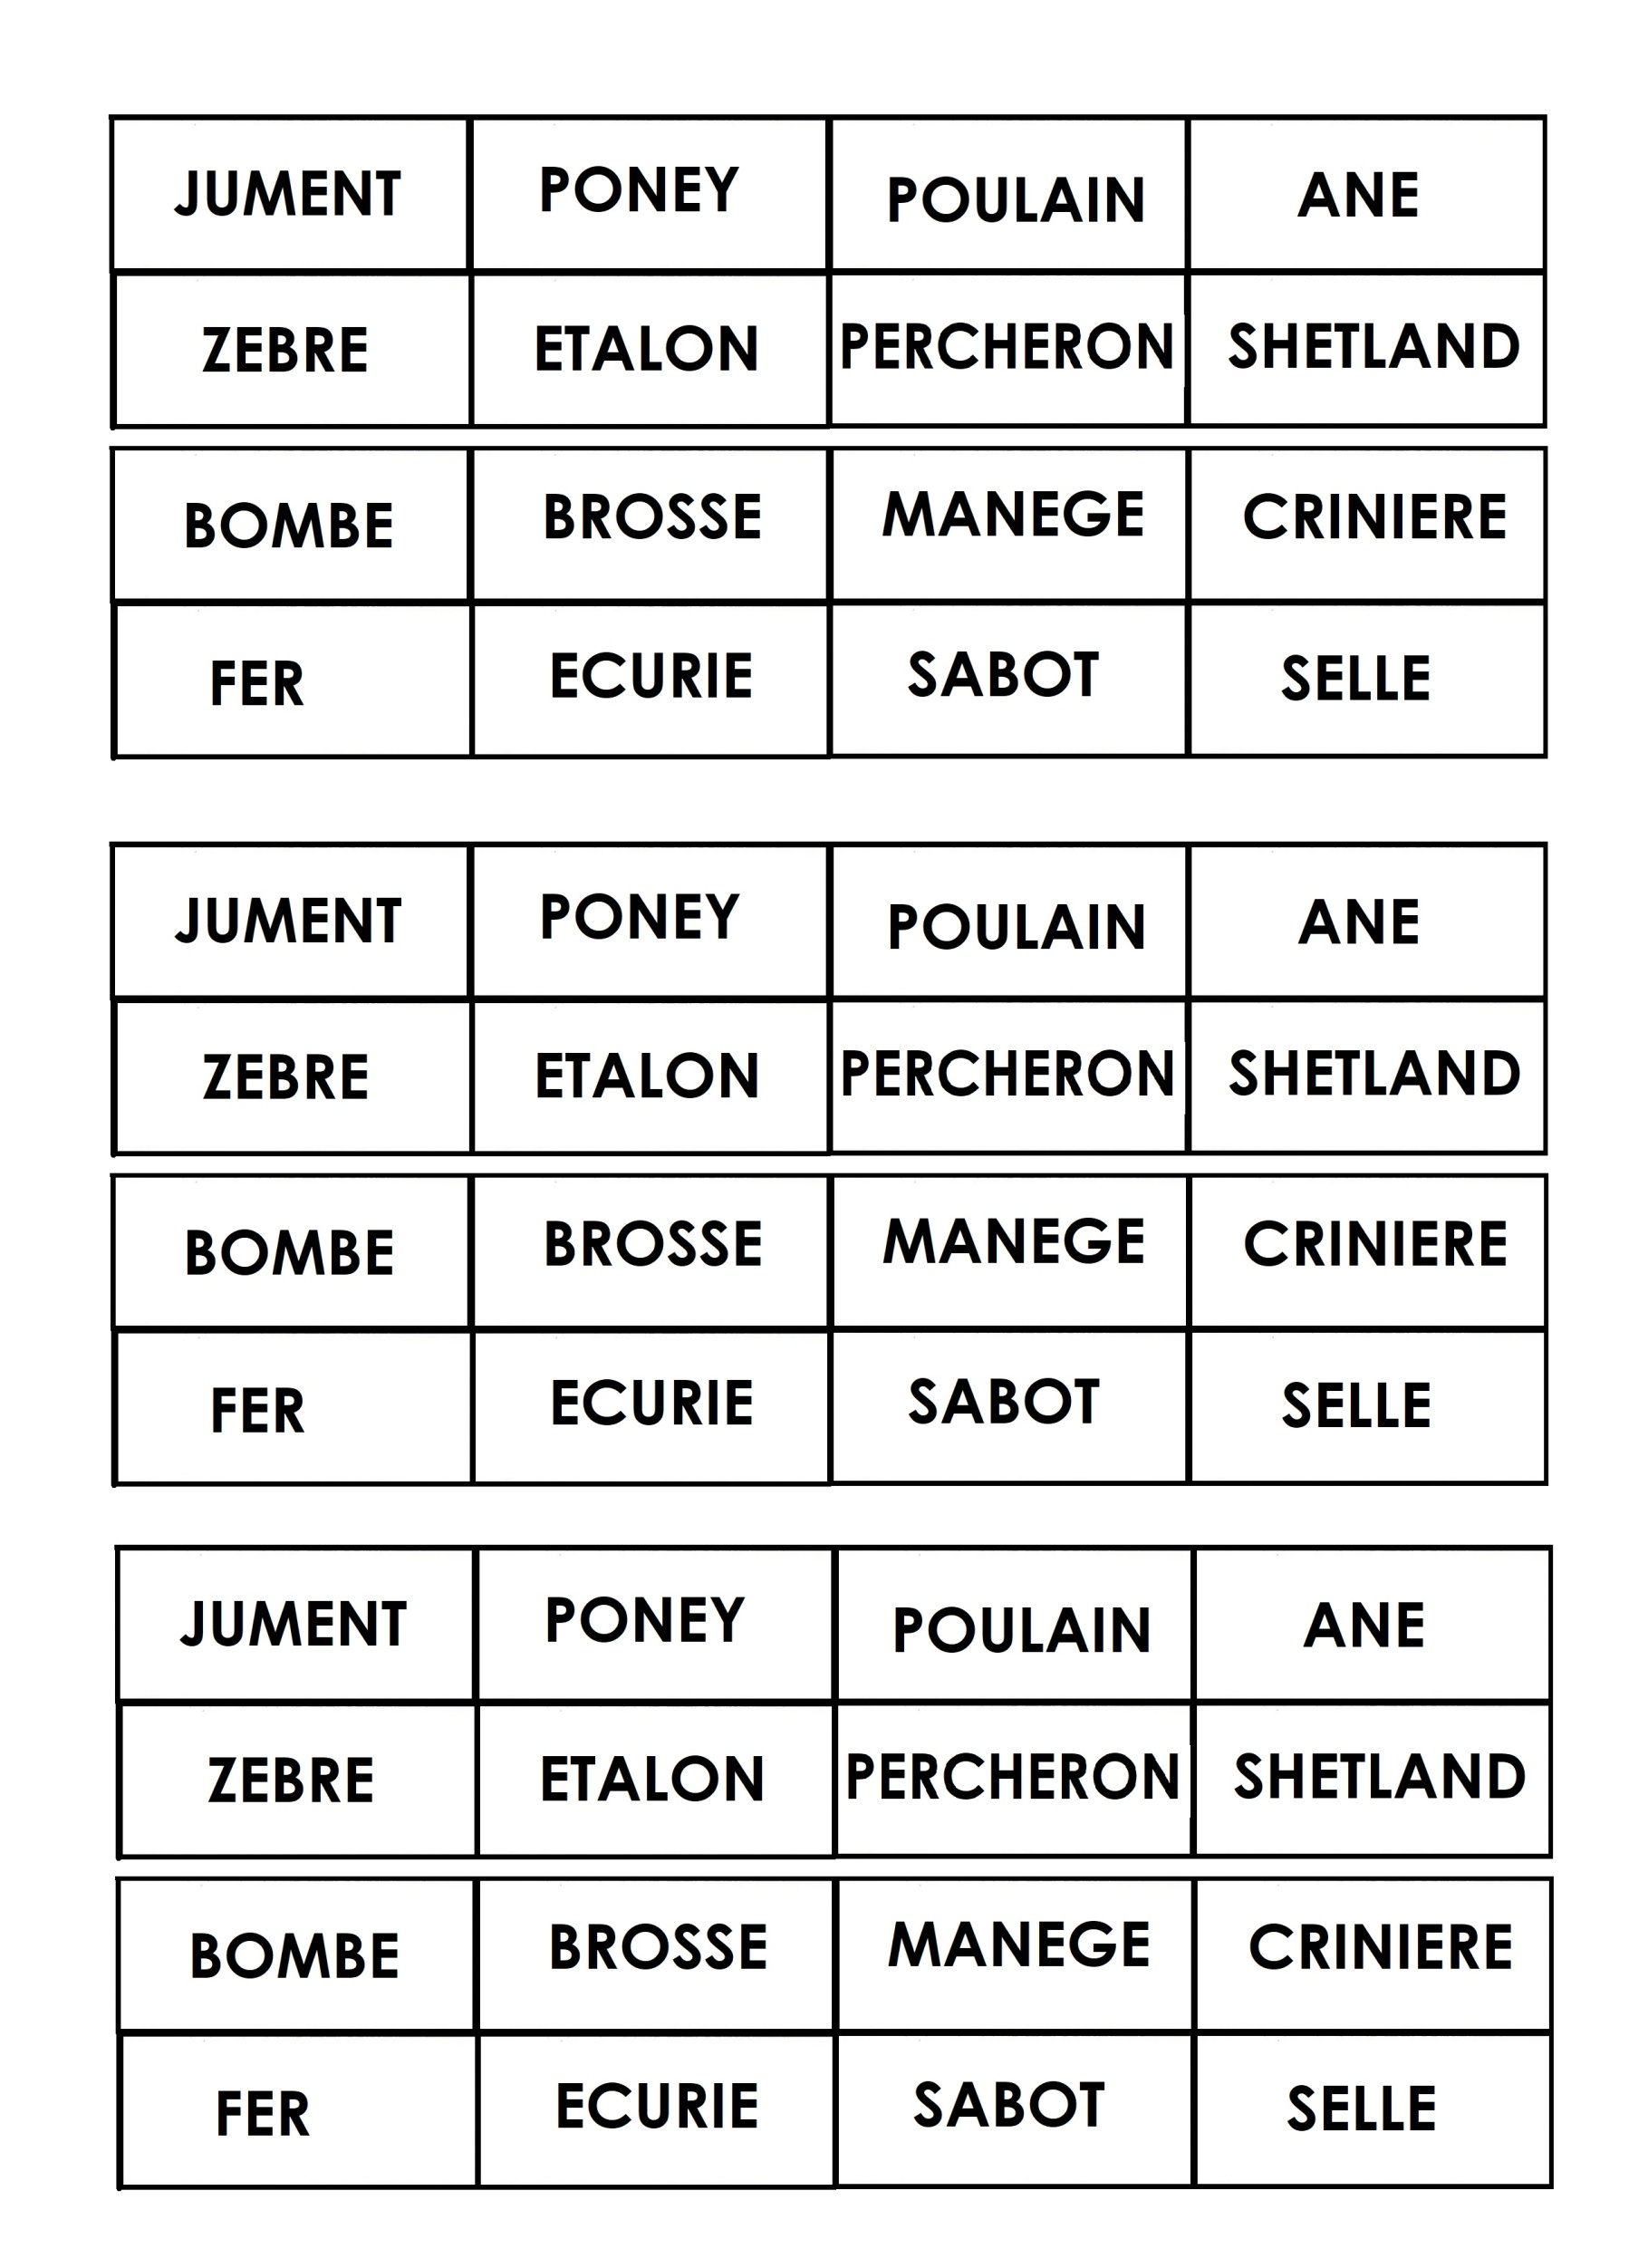 JUMENT PONEY POULAIN ANE
ZEBRE ETALON PERCHERON SHETLAND
BOMBE BROSSE MANEGE CRINIERE
FER ECURIE SABOT SELLE
JUMENT PONEY POULAIN ANE
ZEBRE ETALON PERCHERON SHETLAND
BOMBE BROSSE MANEGE CRINIERE
FER ECURIE SABOT SELLE
JUMENT PONEY POULAIN ANE
ZEBRE ETALON PERCHERON SHETLAND
BOMBE BROSSE MANEGE CRINIERE
FER ECURIE SABOT SELLE